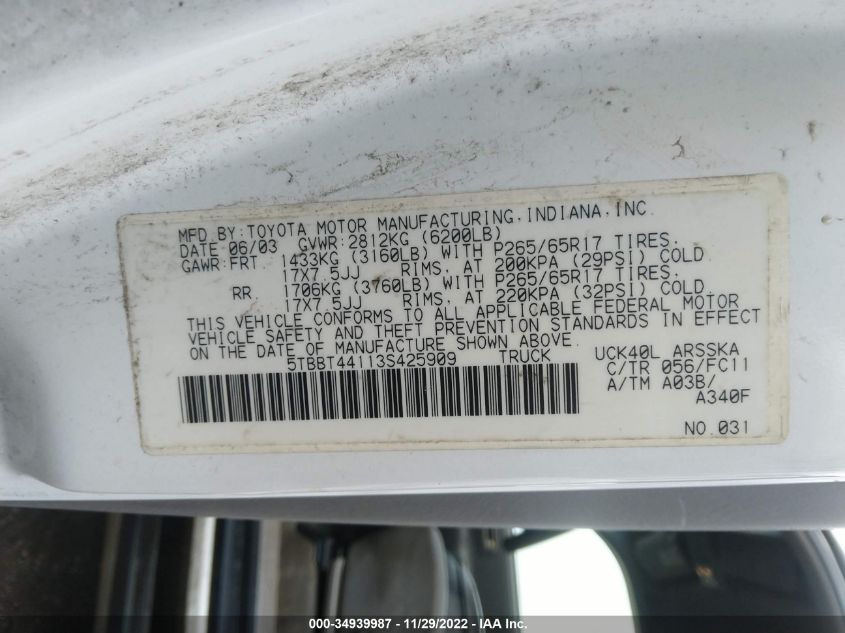 MFD.BY:TOYOTA MOTOR MANUFACTURING,INDIANA,INC.
DATE 06/03 GVWR:2812KG (6200LB)
GAWR:FRT 1433KG (3160LB) WITH P265/65R17 TIRES,
17X7.5JJ RIMS, AT 200KPA (29PSI) COLD.
RR 1706KG (3760LB) WITH P265/65R17 TIRES,
17X7.5JJ RIMS, AT 220KPA (32PSI) COLD.
THIS VEHICLE CONFORMS TO ALL APPLICABLE FEDERAL MOTOR
VEHICLE SAFETY AND THEFT PREVENTION STANDARDS IN EFFECT
ON THE DATE OF MANUFACTURE SHOWN ABOVE.
5TBBT44113S425909 TRUCK UCK40L ARSSKA
C/TR 056/FC11
A/TM A03B/
A340F
NO.031
IAA - 34939987 - 11/29/2022 - IAA Inc.